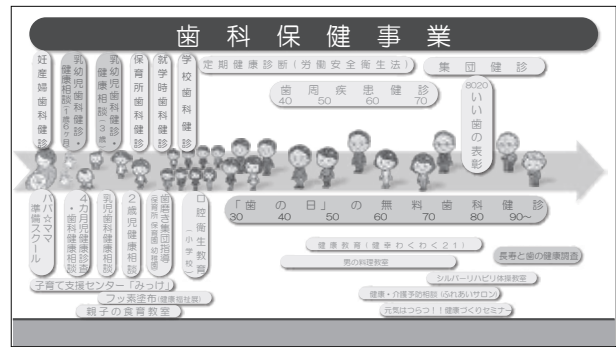 歯科保健事業
妊産婦歯科健診
乳幼児歯科健診・健康相談(1歳6ヶ月)
乳幼児歯科健診・健康相談(3歳)
保育所歯科健診
就学時歯科健診
学校歯科健診
定期健康診断(労働安全衛生法)
集団健診
歯周疾患健診
40 50 60 70
8020いい歯の表彰
パパ☆ママ準備スクール
4カ月児健康診査・歯科健康相談
乳児歯科健康相談
2歳児健康相談
歯磨き集団指導
保育所 保育園 幼稚園
口腔衛生教育(小学校)
「歯の日」の無料歯科健診
30 40 50 60 70 80 90~
健康教育(健幸わくわく21)
男の料理教室
長寿と歯の健康調査
シルバーリハビリ体操教室
子育て支援センター「みっけ」
フッ素塗布(健康福祉展)
親子の食育教室
健康・介護予防相談(ふれあいサロン)
元気はつらつ!!健康づくりセミナー